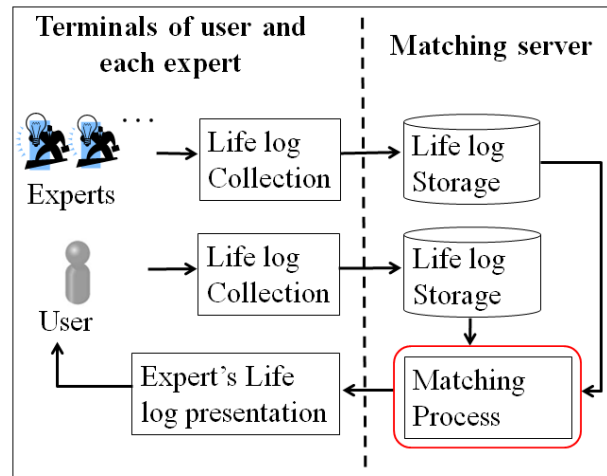 Terminals of user and
each expert
Matching server
...
Experts
Life log
Collection
Life log
Storage
User
Life log
Collection
Life log
Storage
Expert's Life
log presentation
Matching
Process